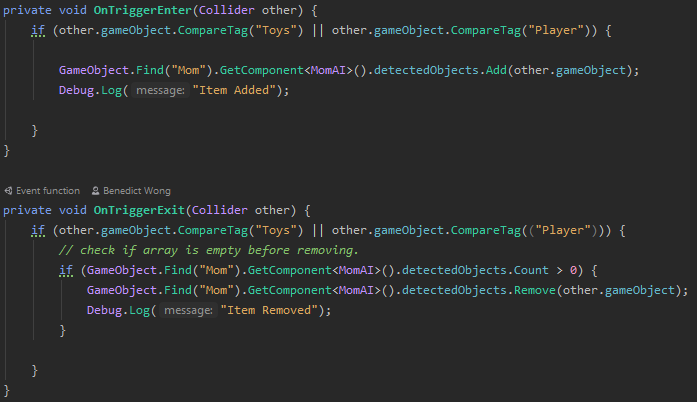 private void OnTriggerEnter(Collider other) {
if (other.gameObject.CompareTag("Toys") || other.gameObject.CompareTag("Player")) {
GameObject.Find("Mom").GetComponent<MomAI>().detectedObjects.Add(other.gameObject);
Debug.Log( message: "Item Added");
}
}
Event function Benedict Wong
private void OnTriggerExit(Collider other) {
if (other.gameObject.CompareTag("Toys") || other.gameObject.CompareTag(("Player"))) {
// check if array is empty before removing.
if (GameObject.Find("Mom").GetComponent<MomAI>().detectedObjects.Count > 0) {
GameObject.Find("Mom").GetComponent<MomAI>().detectedObjects.Remove(other.gameObject);
Debug.Log( message: "Item Removed");
}
}
}